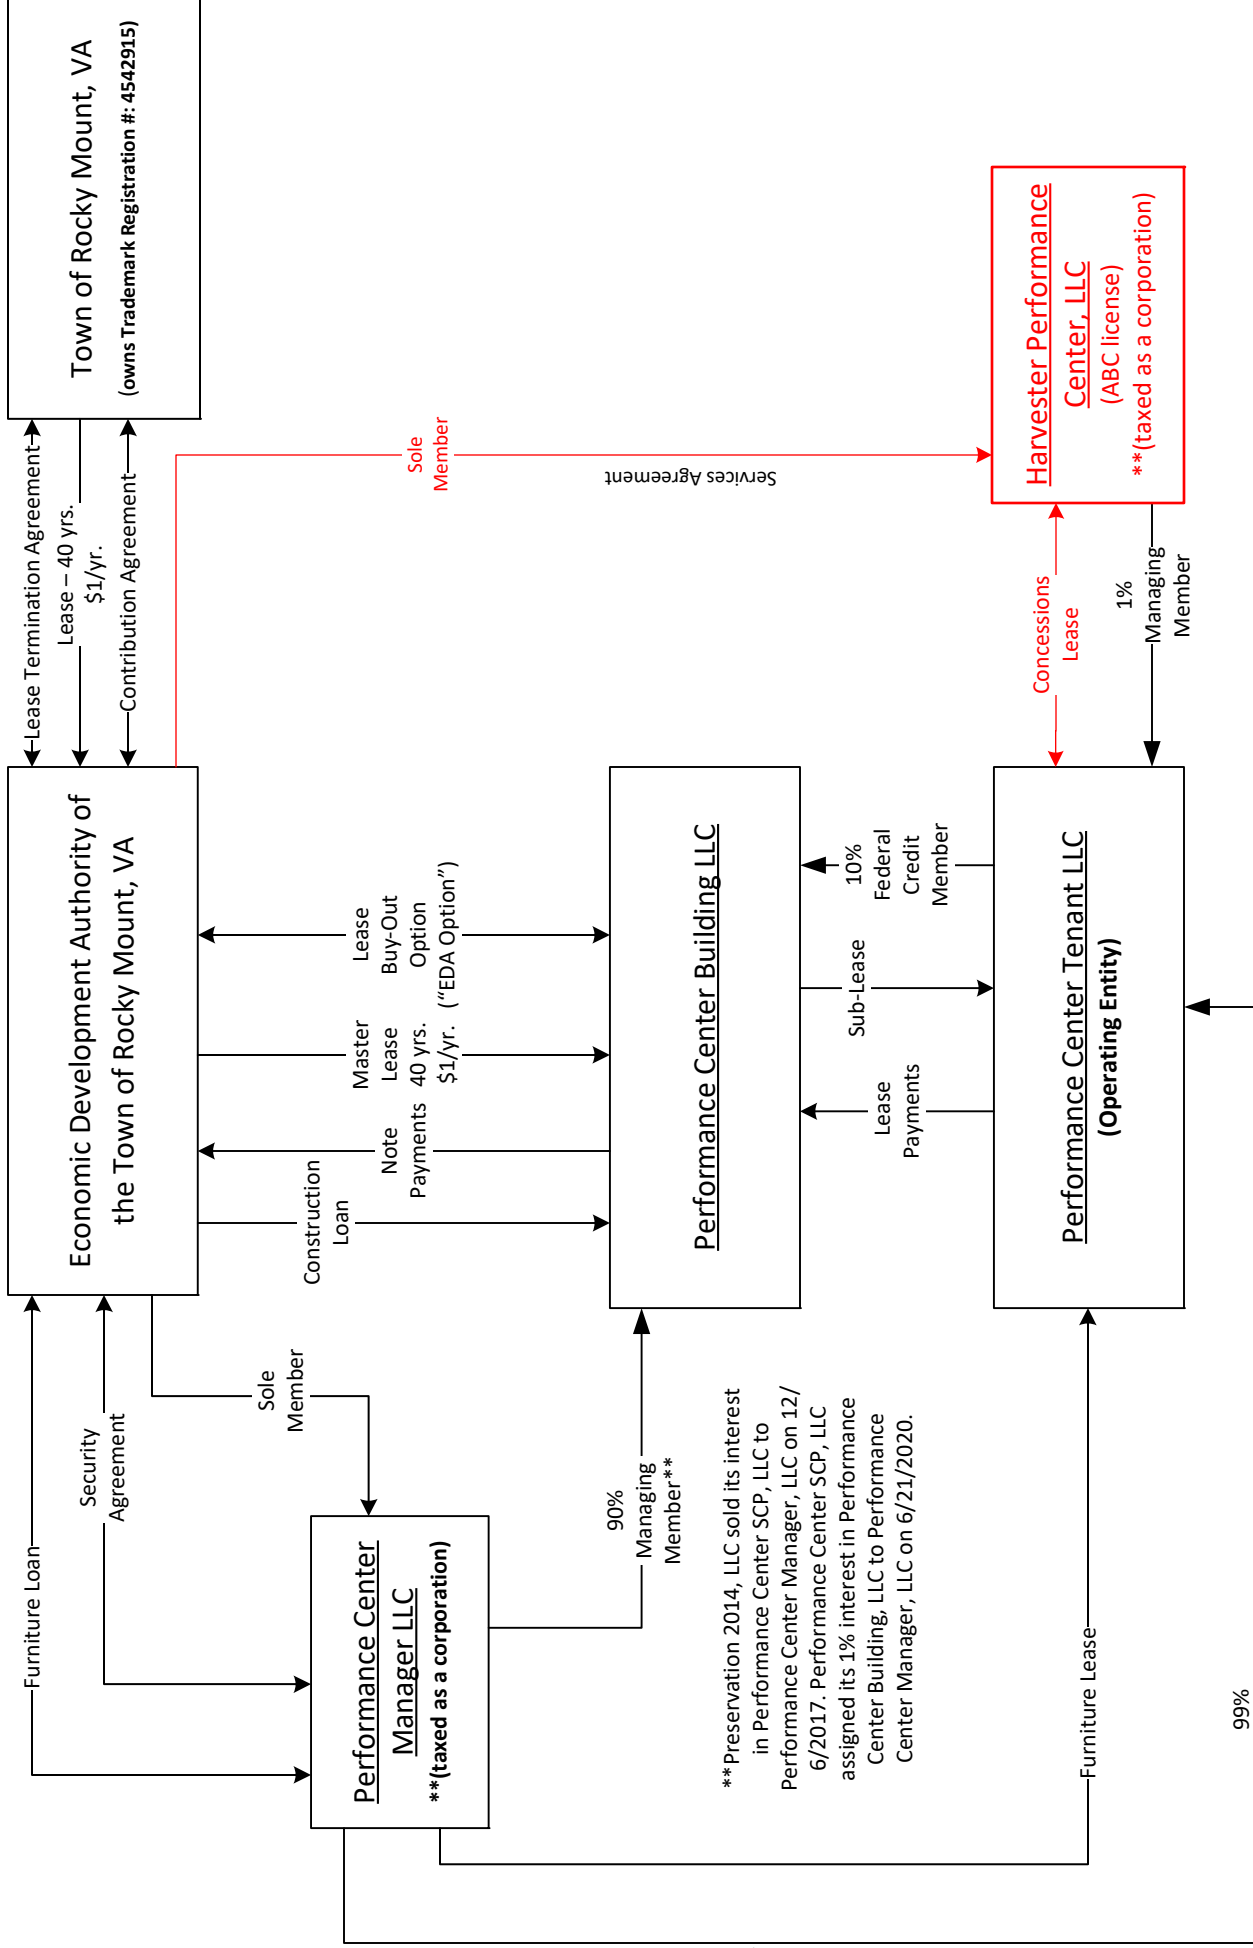 Furniture Loan
Security
Agreement
Sole
Member
Economic Development Authority of
the Town of Rocky Mount, VA
Lease Termination Agreement
Lease – 40 yrs.
$1/yr.
Contribution Agreement
Town of Rocky Mount, VA
(owns Trademark Registration #: 4542915)
Performance Center
Manager LLC
**(taxed as a corporation)
Construction
Loan
Note
Payments
Master
Lease
40 yrs.
$1/yr.
Lease
Buy-Out
Option
(“EDA Option”)
Sole
Member
Services Agreement
90%
Managing
Member**
Performance Center Building LLC
**Preservation 2014, LLC sold its interest
in Performance Center SCP, LLC to
Performance Center Manager, LLC on 12/
6/2017. Performance Center SCP, LLC
assigned its 1% interest in Performance
Center Building, LLC to Performance
Center Manager, LLC on 6/21/2020.
Lease
Payments
Sub-Lease
10%
Federal
Credit
Member
Furniture Lease
Performance Center Tenant LLC
(Operating Entity)
Concessions
Lease
1%
Managing
Member
Harvester Performance
Center, LLC
(ABC license)
**(taxed as a corporation)
99%